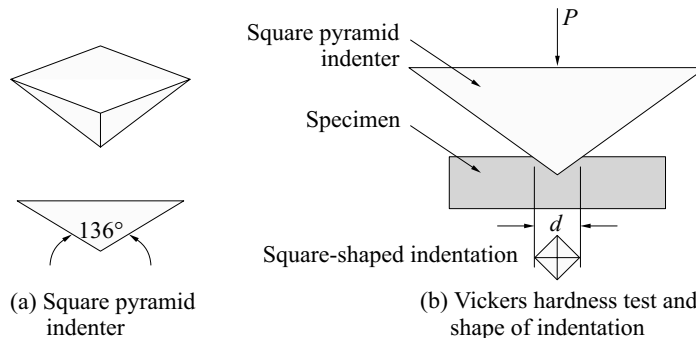 136°
(a) Square pyramid
indenter
P
Square pyramid
indenter
Specimen
d
Square-shaped indentation
(b) Vickers hardness test and
shape of indentation